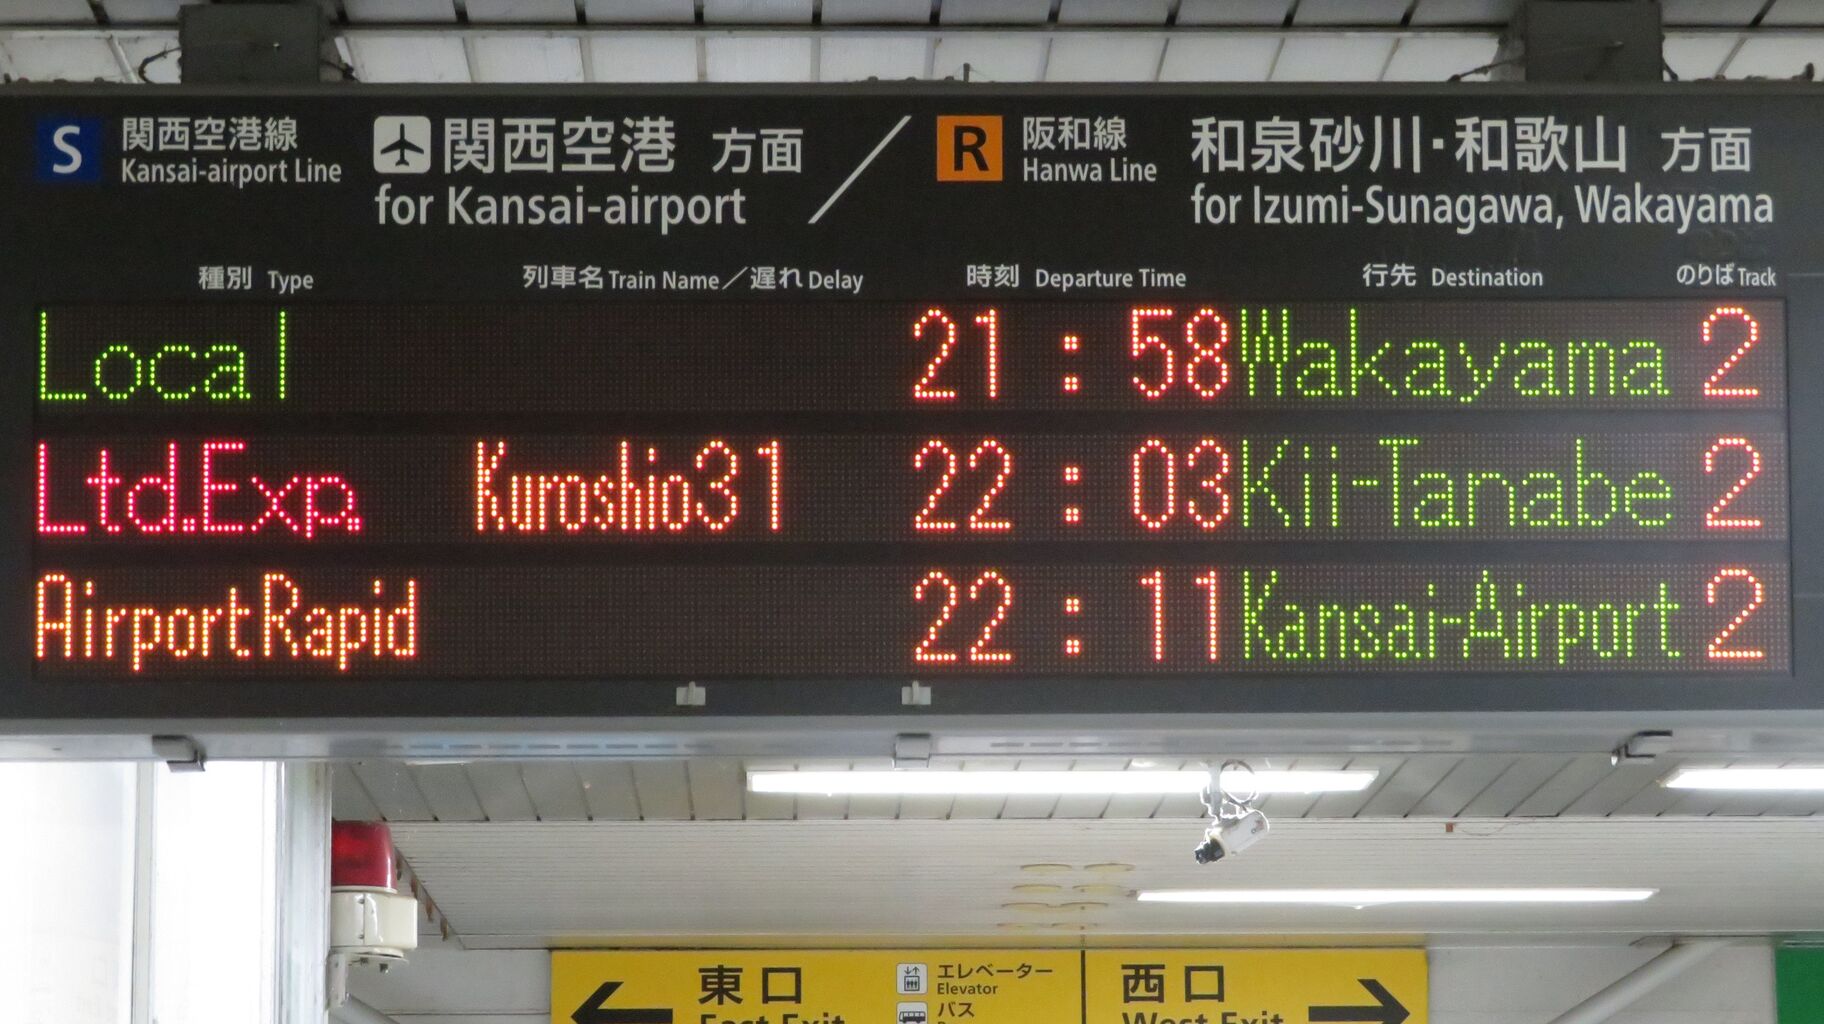 S 関西空港線 関西空港 方面 R 阪和線 和泉砂川・和歌山 方面
Kansai-airport Line for Kansai-airport Hanwa Line for Izumi-Sunagawa, Wakayama
種別 Type 列車名 Train Name／遅れ Delay 時刻 Departure Time 行先 Destination のりば Track
Local 21:58 Wakayama 2
Ltd.Exp. Kuroshio31 22:03 Kii-Tanabe 2
AirportRapid 22:11 Kansai-Airport 2
東口 エレベーター 西口
Elevator
バス
East Exit West Exit